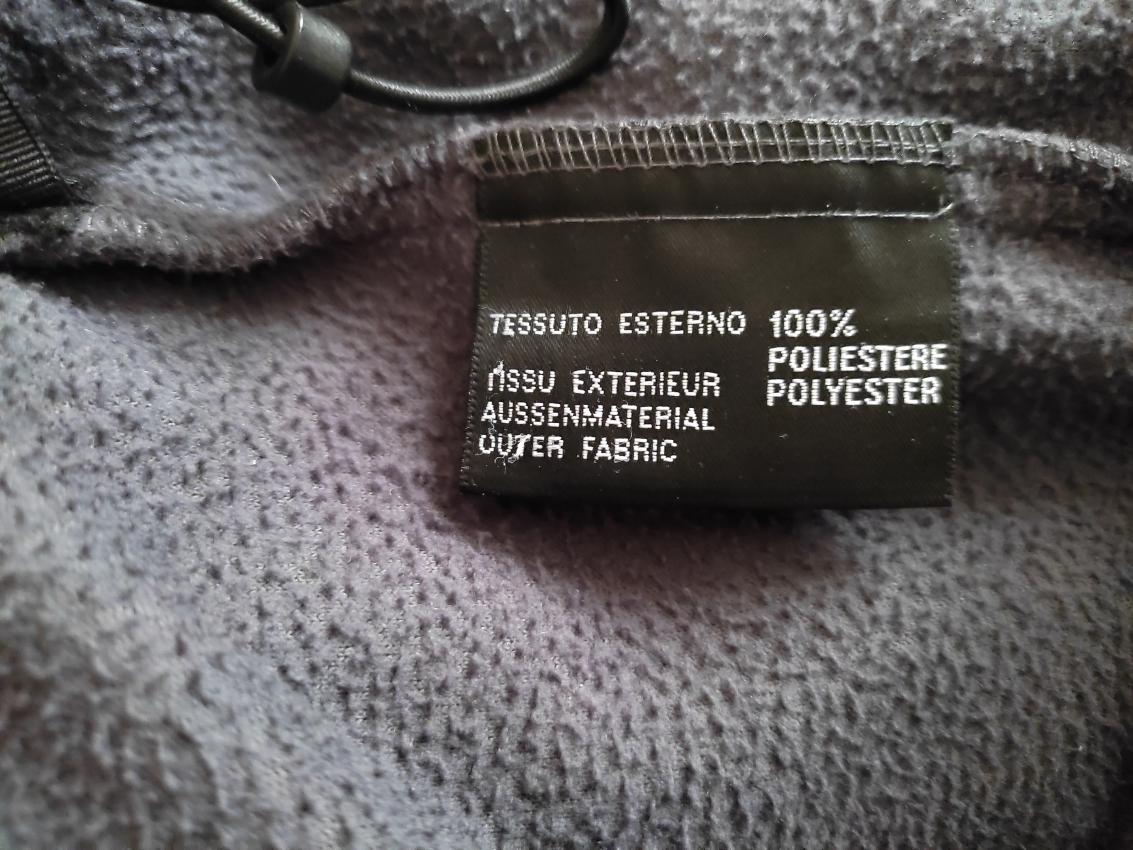 TESSUTO ESTERNO 100%
POLIESTERE
TISSU EXTERIEUR POLYESTER
AUSSENMATERIAL
OUTER FABRIC